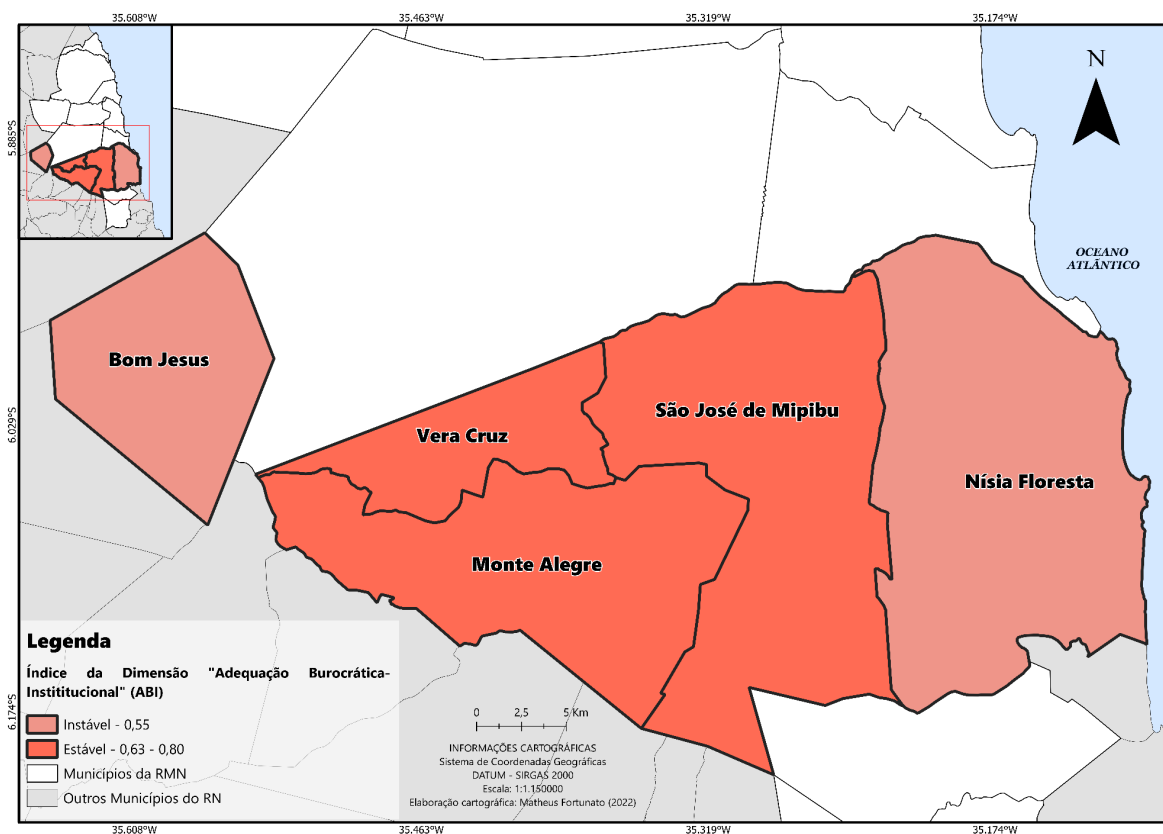 35.608°W
35.463°W
35.319°W
35.174°W
5.885°S
6.029°S
6.174°S
N
OCEANO
ATLÂNTICO
Bom Jesus
Vera Cruz
São José de Mipibu
Nísia Floresta
Monte Alegre
Legenda
Índice da Dimensão "Adequação Burocrática-
Instititucional" (ABI)
Instável - 0,55
Estável - 0,63 - 0,80
Municípios da RMN
Outros Municípios do RN
0 2,5 5 Km
INFORMAÇÕES CARTOGRÁFICAS
Sistema de Coordenadas Geográficas
DATUM - SIRGAS 2000
Escala: 1:1.150000
Elaboração cartográfica: Matheus Fortunato (2022)
35.608°W
35.463°W
35.319°W
35.174°W